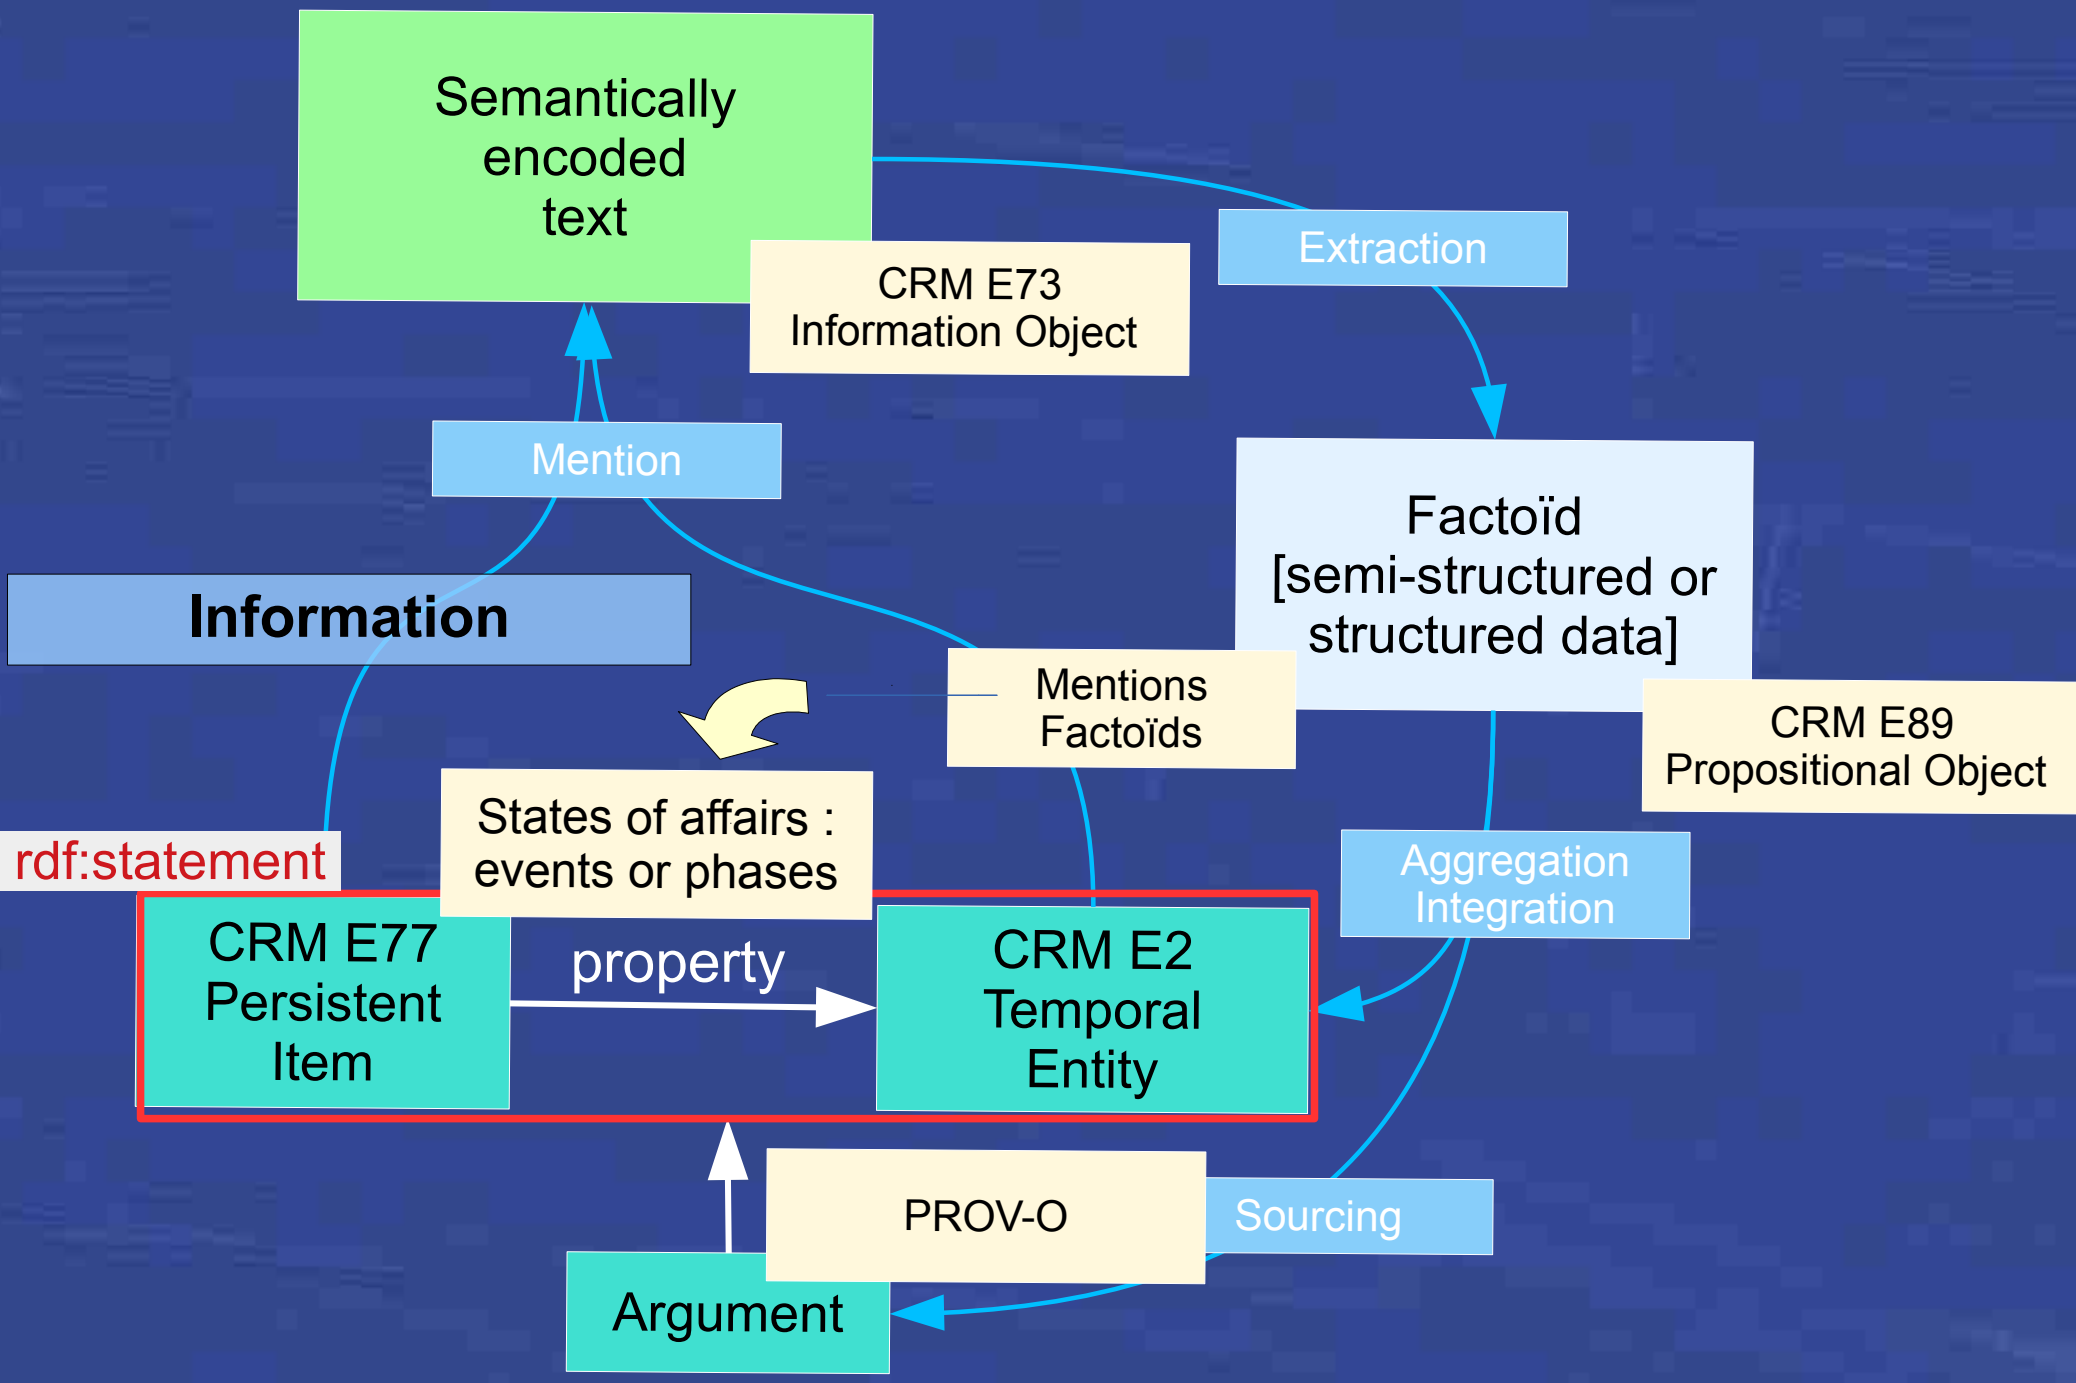 Semantically
encoded
text
Extraction
CRM E73
Information Object
Mention
Factoïd
[semi-structured or
structured data]
Information
Mentions
Factoïds
CRM E89
Propositional Object
States of affairs :
events or phases
rdf:statement
Aggregation
Integration
CRM E77
Persistent
Item
property
CRM E2
Temporal
Entity
PROV-O
Sourcing
Argument